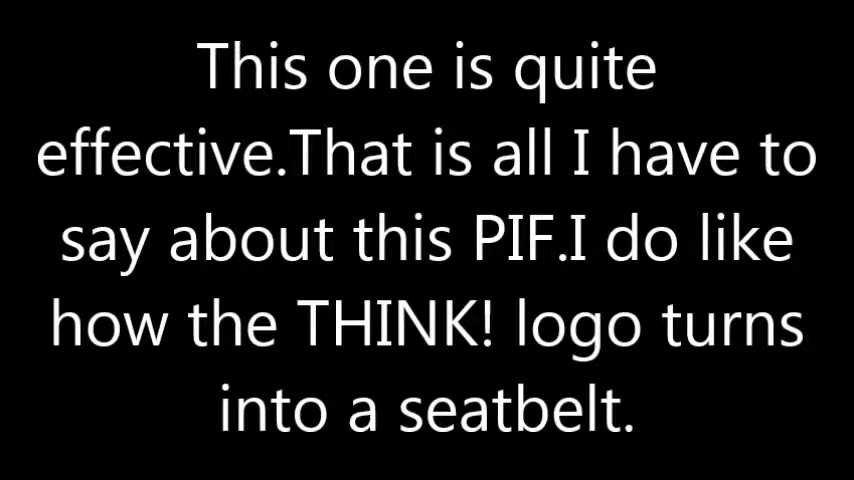 This one is quite
effective.That is all I have to
say about this PIF.I do like
how the THINK! logo turns
into a seatbelt.